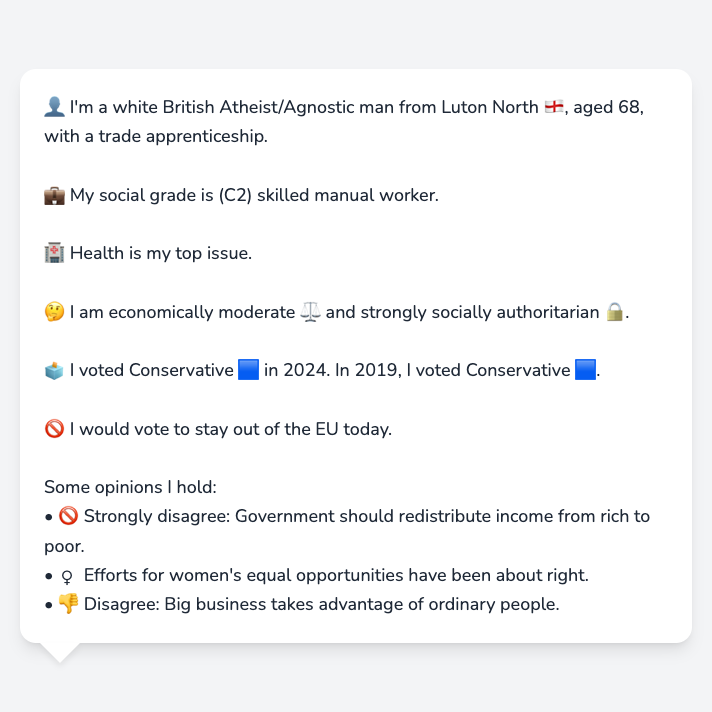 👤 I'm a white British Atheist/Agnostic man from Luton North 🏴󠁧󠁢󠁥󠁮󠁧󠁿, aged 68,
with a trade apprenticeship.
💼 My social grade is (C2) skilled manual worker.
🏥 Health is my top issue.
🤔 I am economically moderate ⚖️ and strongly socially authoritarian 🔒.
🗳️ I voted Conservative 🟦 in 2024. In 2019, I voted Conservative 🟦.
🚫 I would vote to stay out of the EU today.
Some opinions I hold:
• 🚫 Strongly disagree: Government should redistribute income from rich to
poor.
• ♀ Efforts for women's equal opportunities have been about right.
• 👎 Disagree: Big business takes advantage of ordinary people.